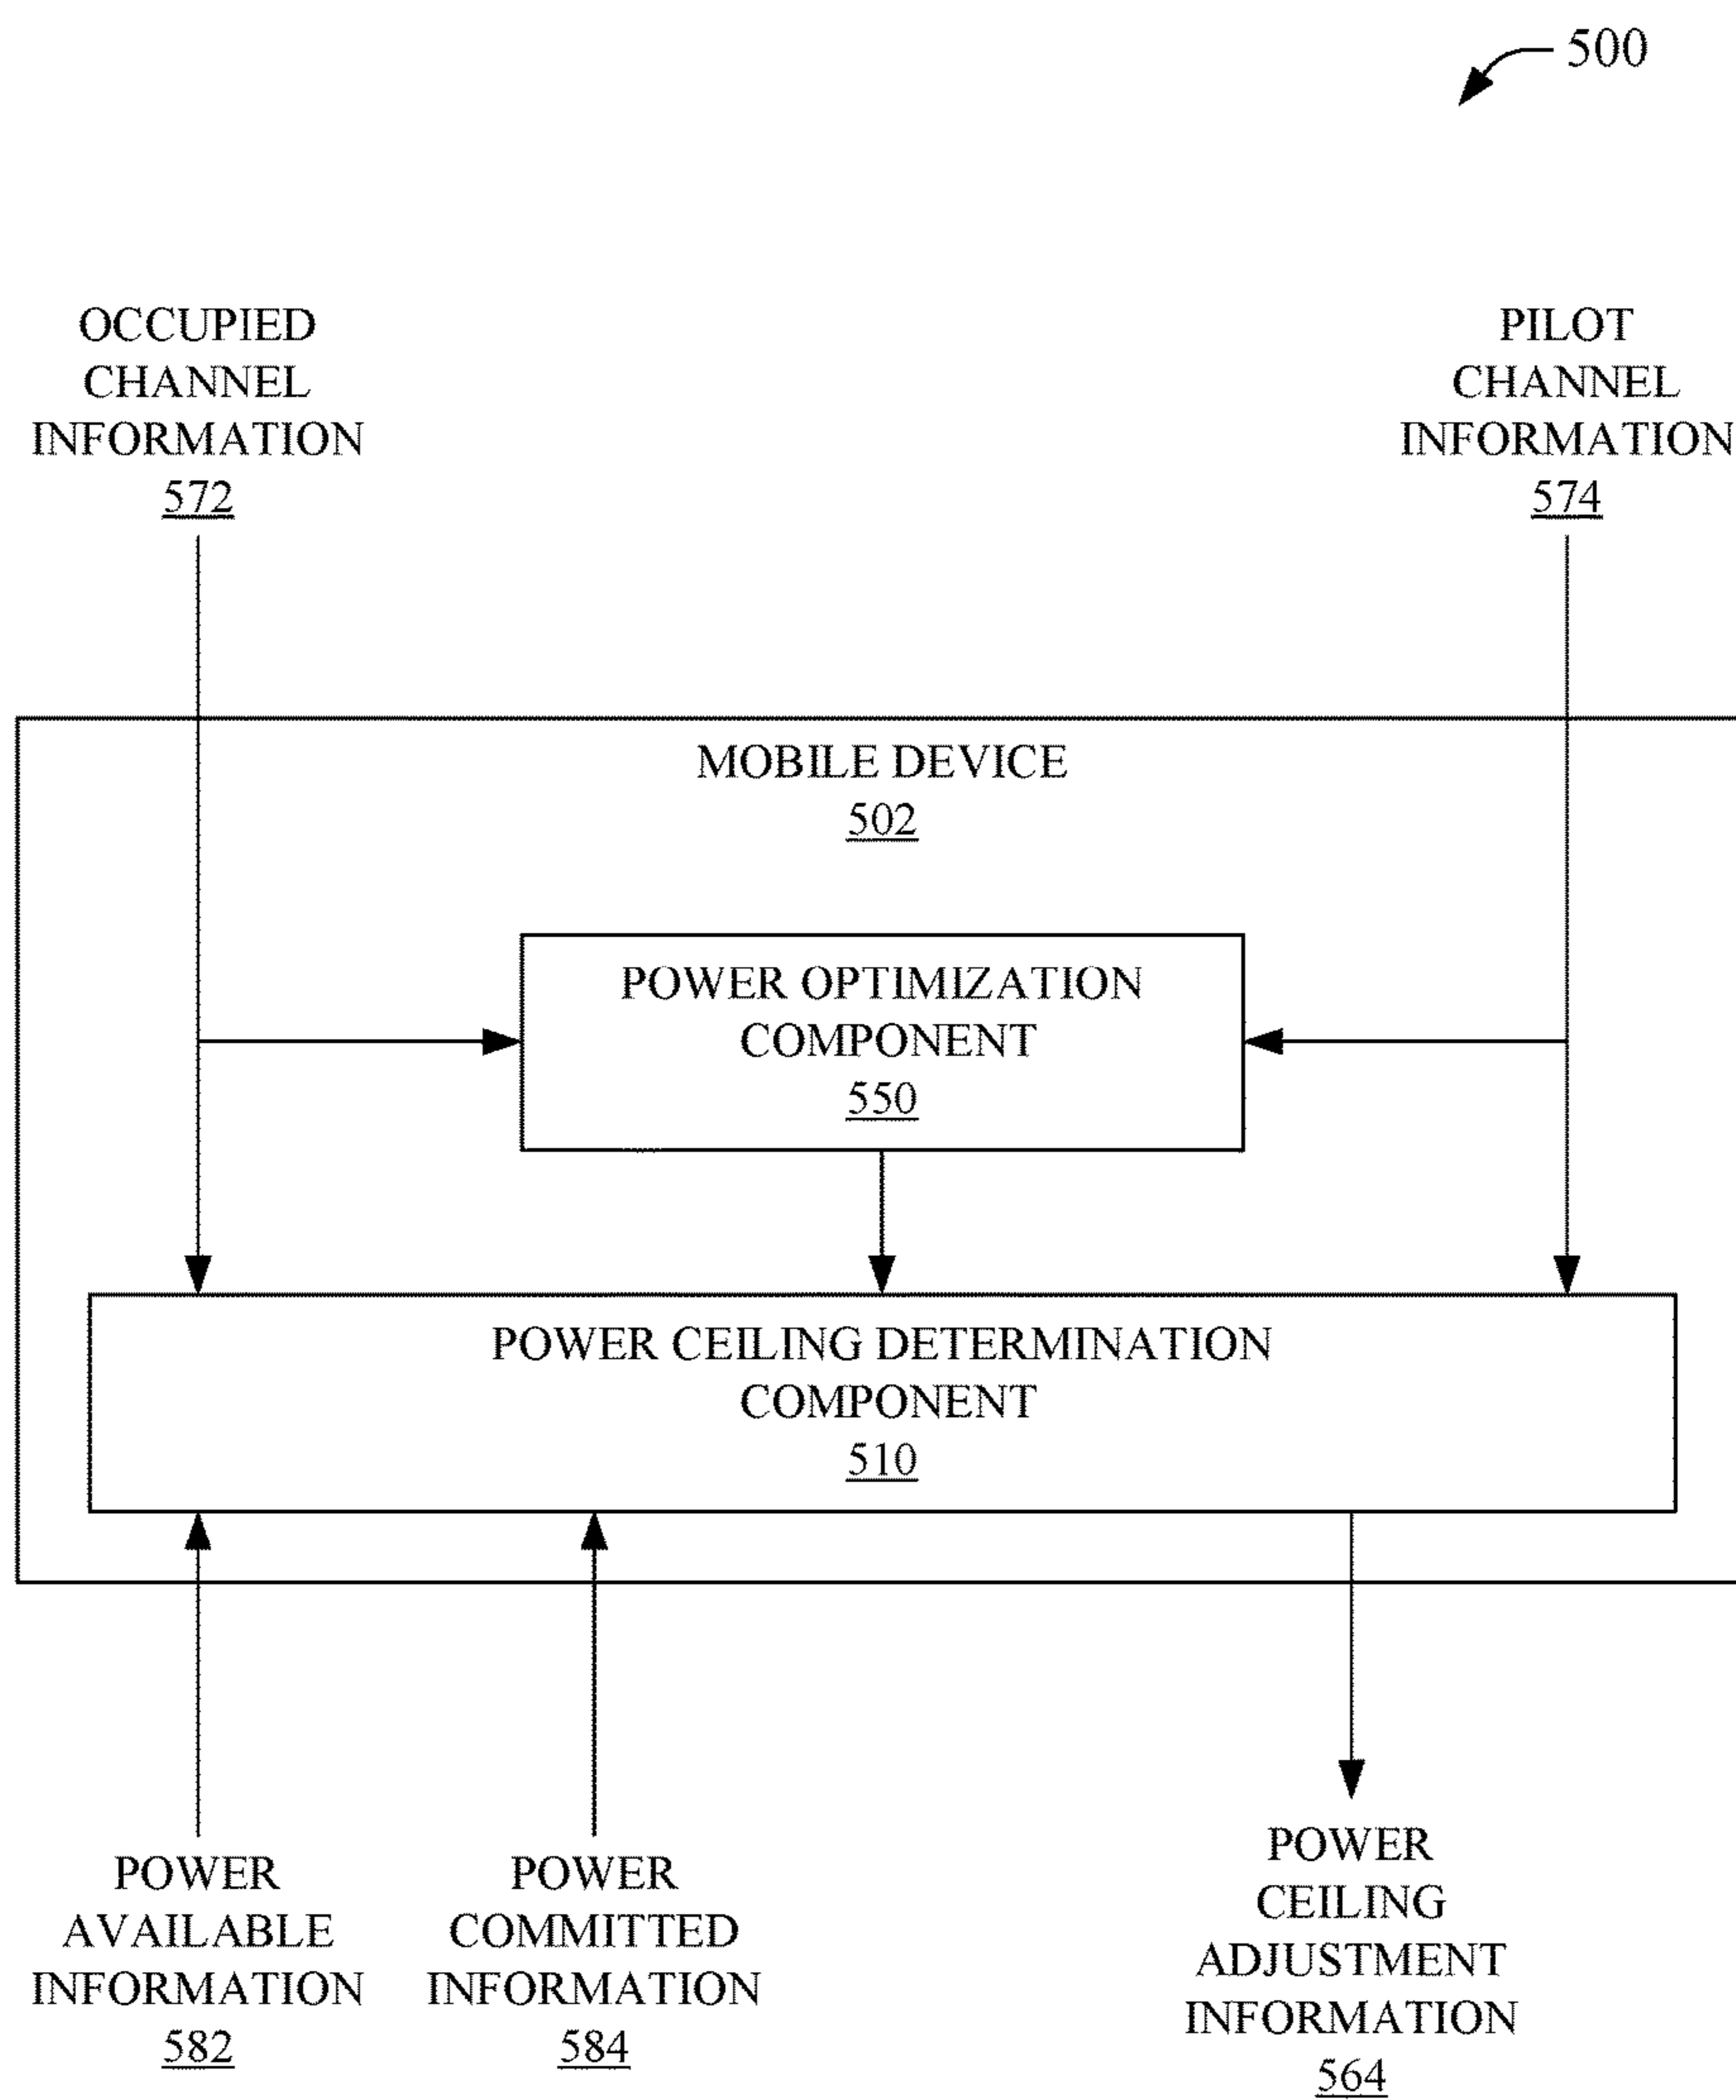 500
OCCUPIED
CHANNEL
INFORMATION
572
PILOT
CHANNEL
INFORMATION
574
MOBILE DEVICE
502
POWER OPTIMIZATION
COMPONENT
550
POWER CEILING DETERMINATION
COMPONENT
510
POWER
AVAILABLE
INFORMATION
582
POWER
COMMITTED
INFORMATION
584
POWER
CEILING
ADJUSTMENT
INFORMATION
564